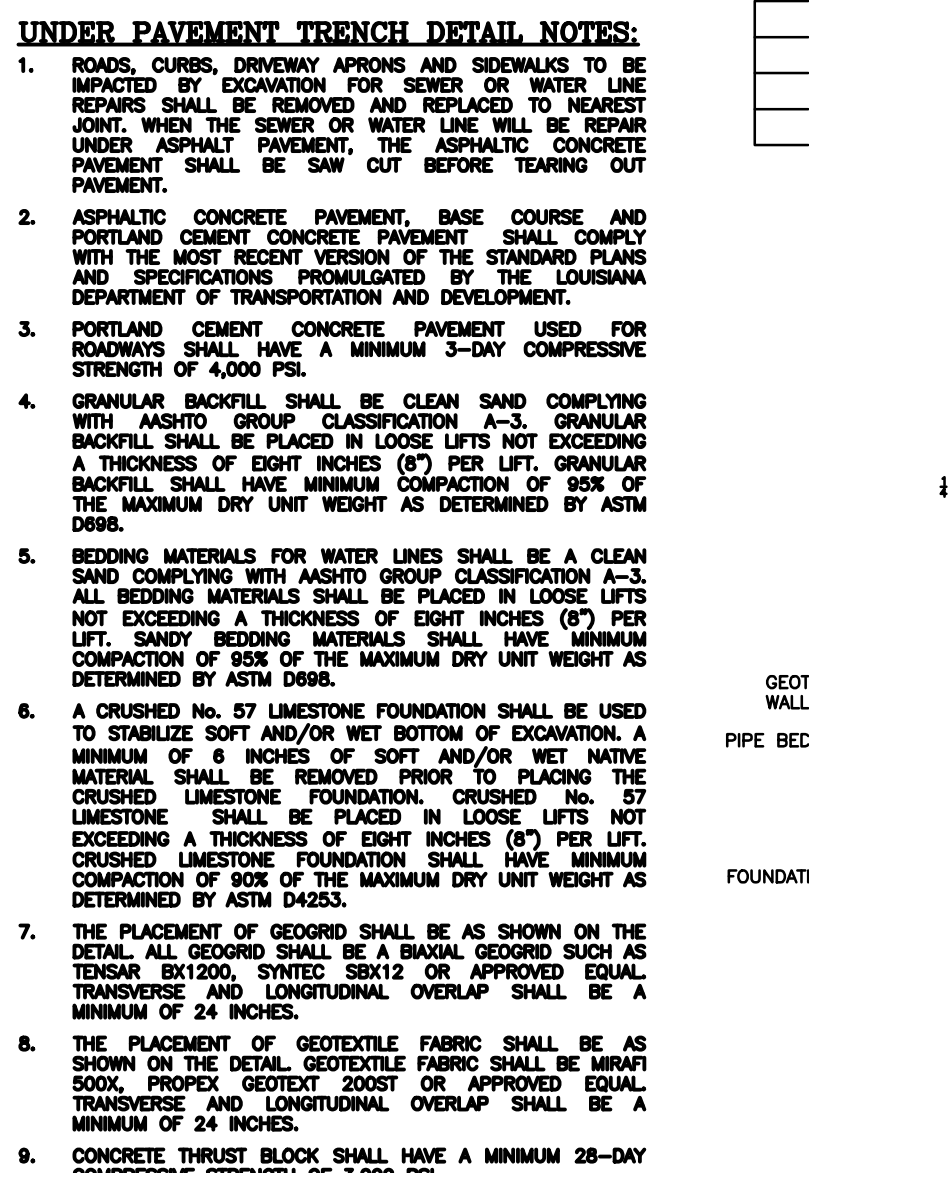 UNDER PAVEMENT TRENCH DETAIL NOTES:
1. ROADS, CURBS, DRIVEWAY APRONS AND SIDEWALKS TO BE
IMPACTED BY EXCAVATION FOR SEWER OR WATER LINE
REPAIRS SHALL BE REMOVED AND REPLACED TO NEAREST
JOINT. WHEN THE SEWER OR WATER LINE WILL BE REPAIR
UNDER ASPHALT PAVEMENT, THE ASPHALTIC CONCRETE
PAVEMENT SHALL BE SAW CUT BEFORE TEARING OUT
PAVEMENT.
2. ASPHALTIC CONCRETE PAVEMENT, BASE COURSE AND
PORTLAND CEMENT CONCRETE PAVEMENT SHALL COMPLY
WITH THE MOST RECENT VERSION OF THE STANDARD PLANS
AND SPECIFICATIONS PROMULGATED BY THE LOUISIANA
DEPARTMENT OF TRANSPORTATION AND DEVELOPMENT.
3. PORTLAND CEMENT CONCRETE PAVEMENT USED FOR
ROADWAYS SHALL HAVE A MINIMUM 3-DAY COMPRESSIVE
STRENGTH OF 4,000 PSI.
4. GRANULAR BACKFILL SHALL BE CLEAN SAND COMPLYING
WITH AASHTO GROUP CLASSIFICATION A-3. GRANULAR
BACKFILL SHALL BE PLACED IN LOOSE LIFTS NOT EXCEEDING
A THICKNESS OF EIGHT INCHES (8") PER LIFT. GRANULAR
BACKFILL SHALL HAVE MINIMUM COMPACTION OF 95% OF
THE MAXIMUM DRY UNIT WEIGHT AS DETERMINED BY ASTM
D698.
5. BEDDING MATERIALS FOR WATER LINES SHALL BE A CLEAN
SAND COMPLYING WITH AASHTO GROUP CLASSIFICATION A-3.
ALL BEDDING MATERIALS SHALL BE PLACED IN LOOSE LIFTS
NOT EXCEEDING A THICKNESS OF EIGHT INCHES (8") PER
LIFT. SANDY BEDDING MATERIALS SHALL HAVE MINIMUM
COMPACTION OF 95% OF THE MAXIMUM DRY UNIT WEIGHT AS
DETERMINED BY ASTM D698.
6. A CRUSHED No. 57 LIMESTONE FOUNDATION SHALL BE USED
TO STABILIZE SOFT AND/OR WET BOTTOM OF EXCAVATION. A
MINIMUM OF 6 INCHES OF SOFT AND/OR WET NATIVE
MATERIAL SHALL BE REMOVED PRIOR TO PLACING THE
CRUSHED LIMESTONE FOUNDATION. CRUSHED No. 57
LIMESTONE SHALL BE PLACED IN LOOSE LIFTS NOT
EXCEEDING A THICKNESS OF EIGHT INCHES (8") PER LIFT.
CRUSHED LIMESTONE FOUNDATION SHALL HAVE MINIMUM
COMPACTION OF 90% OF THE MAXIMUM DRY UNIT WEIGHT AS
DETERMINED BY ASTM D4253.
7. THE PLACEMENT OF GEOGRID SHALL BE AS SHOWN ON THE
DETAIL. ALL GEOGRID SHALL BE A BIAXIAL GEOGRID SUCH AS
TENSAR BX1200, SYNTEC SBX12 OR APPROVED EQUAL.
TRANSVERSE AND LONGITUDINAL OVERLAP SHALL BE A
MINIMUM OF 24 INCHES.
8. THE PLACEMENT OF GEOTEXTILE FABRIC SHALL BE AS
SHOWN ON THE DETAIL. GEOTEXTILE FABRIC SHALL BE MIRAFI
500X, PROPEX GEOTEXT 200ST OR APPROVED EQUAL.
TRANSVERSE AND LONGITUDINAL OVERLAP SHALL BE A
MINIMUM OF 24 INCHES.
9. CONCRETE THRUST BLOCK SHALL HAVE A MINIMUM 28-DAY
GEOT
WALL
PIPE BED
FOUNDATI